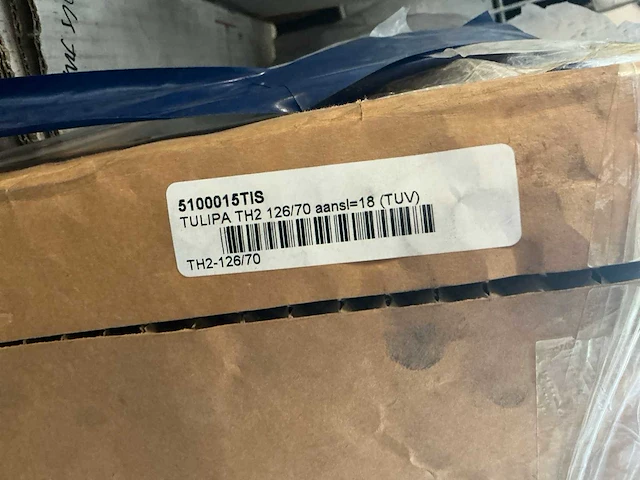 5100015TIS
TULIPA TH2 126/70 aansl=18 (TUV)
TH2-126/70